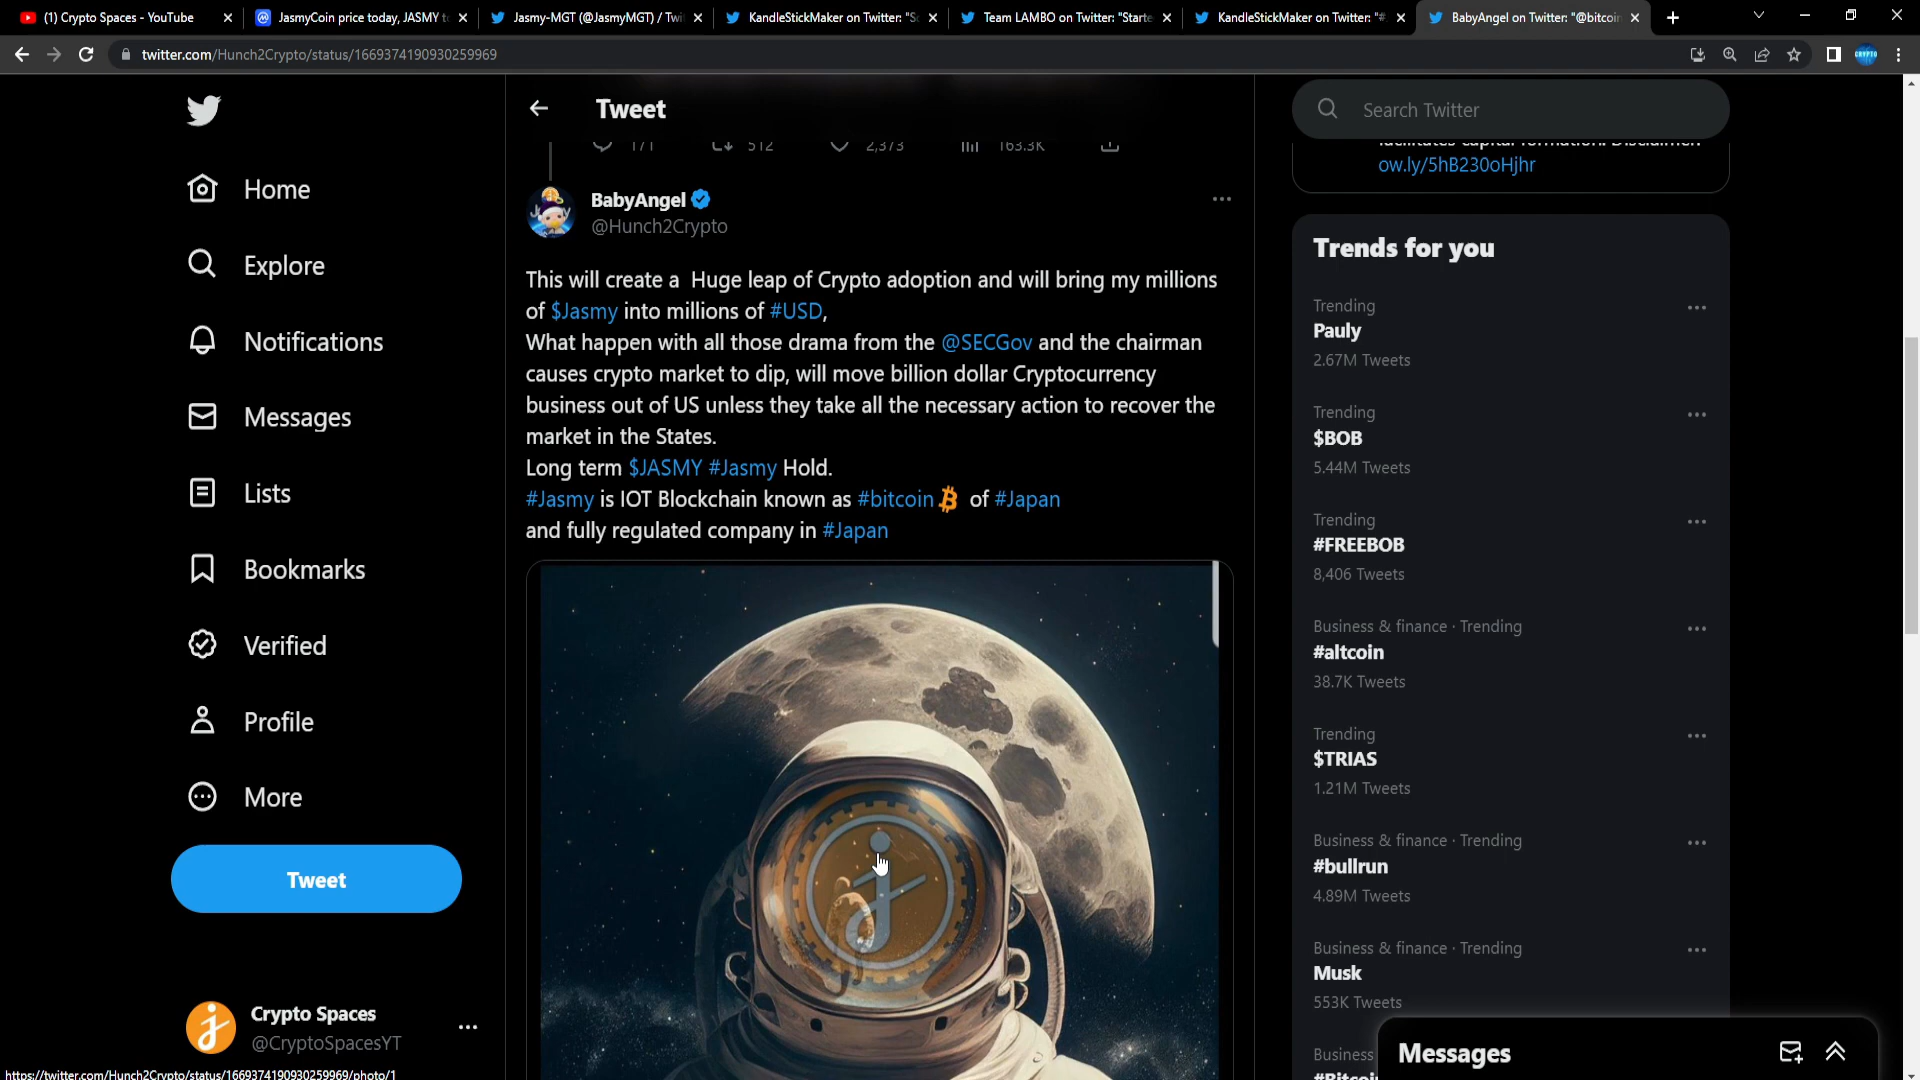 (1) Crypto Spaces - YouTube
JasmyCoin price today, JASMY t
Jasmy-MGT (@JasmyMGT) / Twi
KandleStickMaker on Twitter: "S
Team LAMBO on Twitter: "Starte
KandleStickMaker on Twitter: "#
BabyAngel on Twitter: "@bitcoin
twitter.com/Hunch2Crypto/status/1669374190930259969
CRYPTO
Home
Explore
Notifications
Messages
Lists
Bookmarks
Verified
Profile
More
Tweet
Crypto Spaces
@CryptoSpacesYT
https://twitter.com/Hunch2Crypto/status/1669374190930259969/photo/1
Tweet
171 512 2,373 163.3K
BabyAngel
@Hunch2Crypto
This will create a Huge leap of Crypto adoption and will bring my millions
of $Jasmy into millions of #USD,
What happen with all those drama from the @SECGov and the chairman
causes crypto market to dip, will move billion dollar Cryptocurrency
business out of US unless they take all the necessary action to recover the
market in the States.
Long term $JASMY #Jasmy Hold.
#Jasmy is IOT Blockchain known as #bitcoin of #Japan
and fully regulated company in #Japan
Search Twitter
facilitates capital formation. Disclaimer:
ow.ly/5hB230oHjhr
Trends for you
Trending
Pauly
2.67M Tweets
Trending
$BOB
5.44M Tweets
Trending
#FREEBOB
8,406 Tweets
Business & finance · Trending
#altcoin
38.7K Tweets
Trending
$TRIAS
1.21M Tweets
Business & finance · Trending
#bullrun
4.89M Tweets
Business & finance · Trending
Musk
553K Tweets
Business
#Bitcoi
Messages